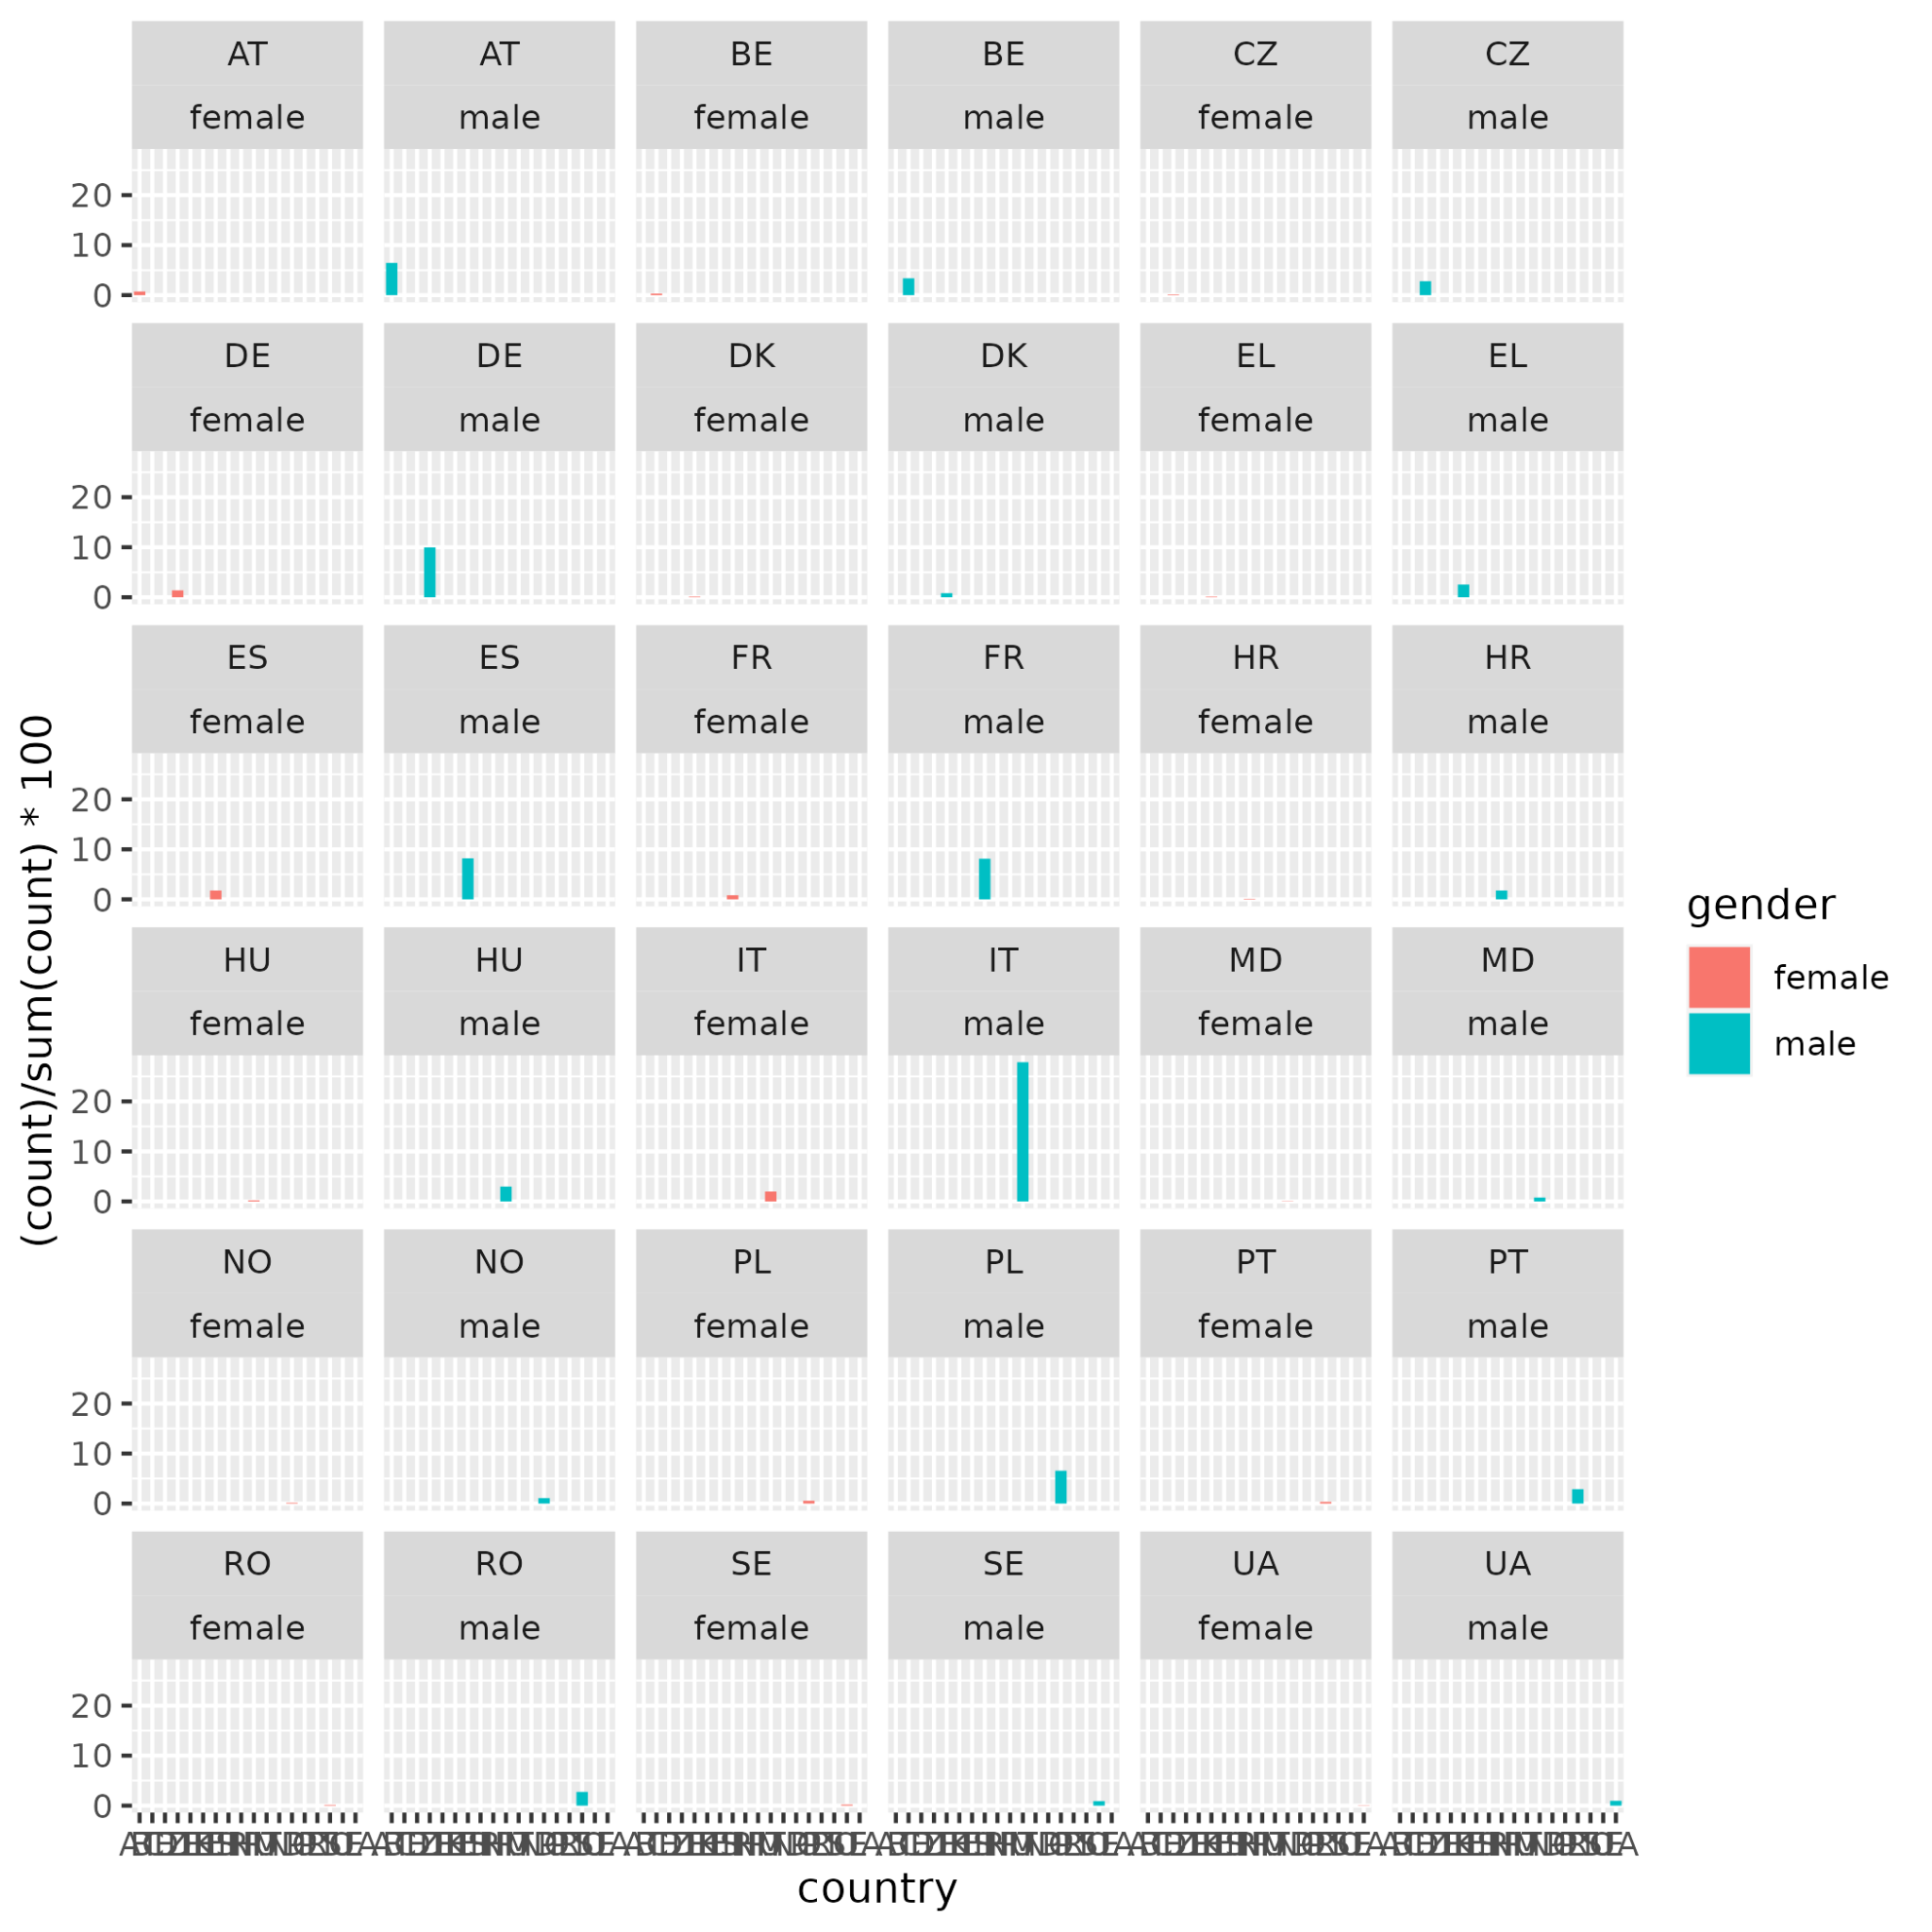 AT AT BE BE CZ CZ
female male female male female male
20
10
0
DE DE DK DK EL EL
female male female male female male
20
10
0
ES ES FR FR HR HR
female male female male female male
20
10
0
HU HU IT IT MD MD
female male female male female male
20
10
0
NO NO PL PL PT PT
female male female male female male
20
10
0
RO RO SE SE UA UA
female male female male female male
20
10
0
country
(count)/sum(count) * 100
gender
female
male